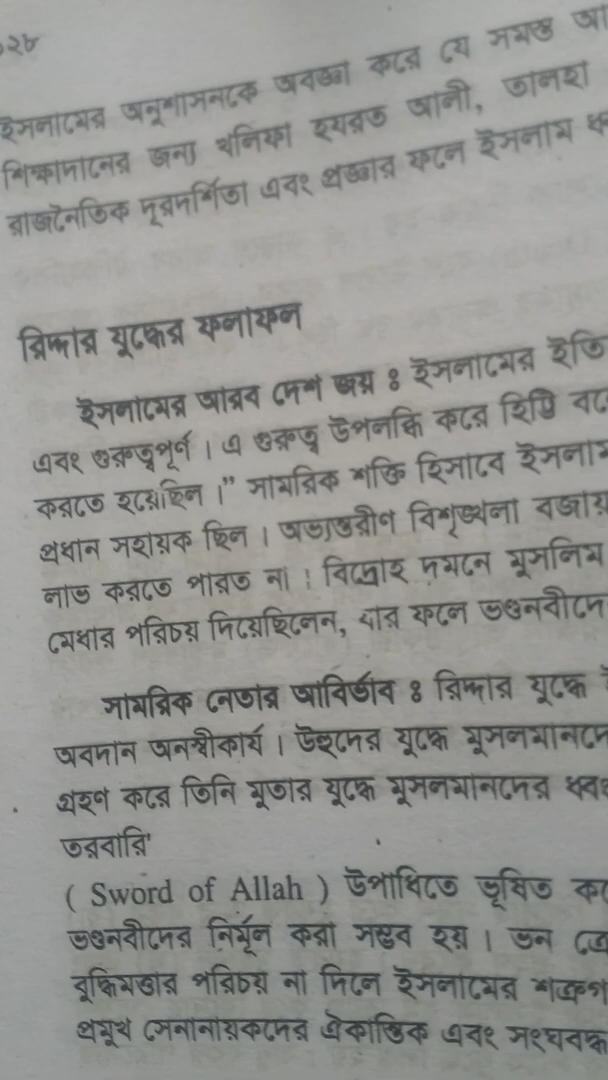 ২৮
ইসলামের অনুশাসনকে অবজ্ঞা করে যে সমস্ত আ
শিক্ষাদানের জন্য খলিফা হযরত আলী, তালহা
রাজনৈতিক দূরদর্শিতা এবং প্রজ্ঞার ফলে ইসলাম
রিদ্দার যুদ্ধের ফলাফল
ইসলামের আরব দেশ জয় ঃ ইসলামের ইতি
এবং গুরুত্বপূর্ণ । এ গুরুত্ব উপলব্ধি করে হিট্টি
করতে হয়েছিল ।” সামরিক শক্তি হিসাবে ইসলাম
প্রধান সহায়ক ছিল । অভ্যন্তরীণ বিশৃঙ্খলা বজায়
লাভ করতে পারত না । বিদ্রোহ দমনে মুসলিম
মেধার পরিচয় দিয়েছিলেন, যার ফলে ভণ্ডনবীদে
সামরিক নেতার আবির্ভাব ঃ রিদ্দার যুদ্ধে
অবদান অনস্বীকার্য । উহুদের যুদ্ধে মুসলমানদে
গ্রহণ করে তিনি মুতার যুদ্ধে মুসলমানদের
তরবারি'
( Sword of Allah ) উপাধিতে ভূষিত কর
ভণ্ডনবীদের নির্মূল করা সম্ভব হয় । তন
বুদ্ধিমত্তার পরিচয় না দিলে ইসলামের
প্রমুখ সেনানায়কদের ঐকান্তিক এবং সংঘবদ্ধ